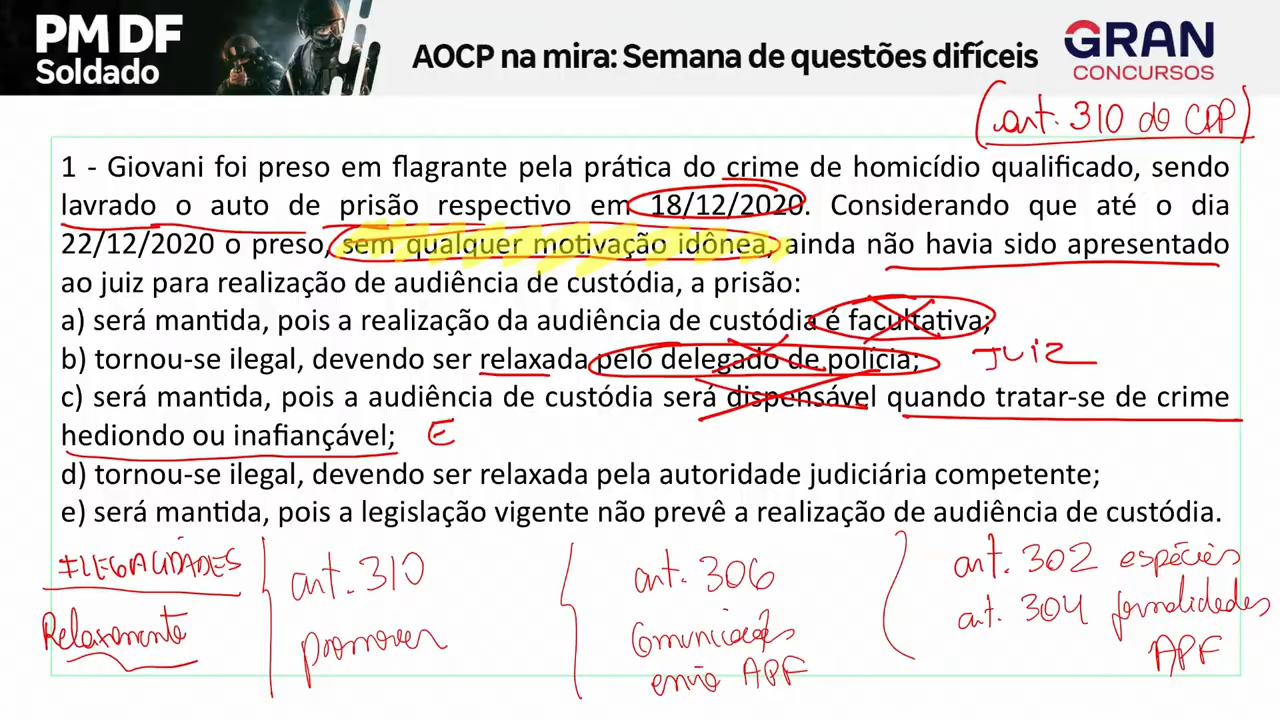 PM DF
Soldado
AOCP na mira: Semana de questões difíceis
GRAN
CONCURSOS
(art. 310 do CPP)
1 - Giovani foi preso em flagrante pela prática do crime de homicídio qualificado, sendo
lavrado o auto de prisão respectivo em 18/12/2020. Considerando que até o dia
22/12/2020 o preso, sem qualquer motivação idônea, ainda não havia sido apresentado
ao juiz para realização de audiência de custódia, a prisão:
a) será mantida, pois a realização da audiência de custódia é facultativa;
b) tornou-se ilegal, devendo ser relaxada pelo delegado de polícia; JUIZ
c) será mantida, pois a audiência de custódia será dispensável quando tratar-se de crime
hediondo ou inafiançável; E
d) tornou-se ilegal, devendo ser relaxada pela autoridade judiciária competente;
e) será mantida, pois a legislação vigente não prevê a realização de audiência de custódia.
ILEGALIDADES
Relaxamento
art. 310
promover
art. 306
Comunicações
envio APF
art. 302 espécies
art. 304 formalidades
APF